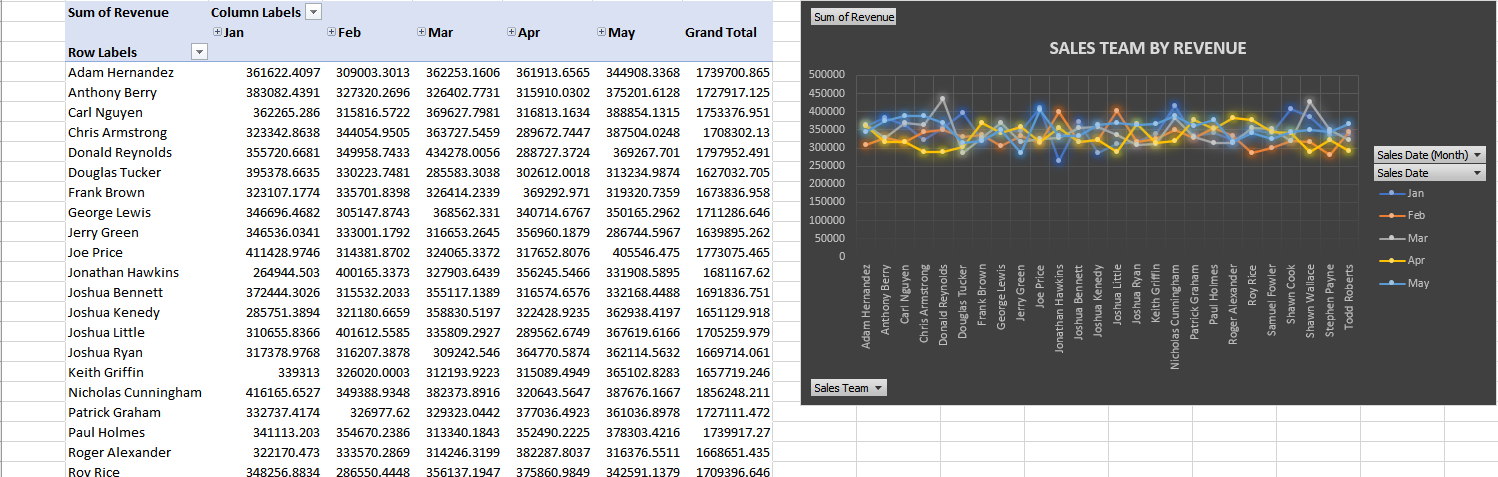 Sum of Revenue Column Labels
Jan Feb Mar Apr May Grand Total
Row Labels
Adam Hernandez 361622.4097 309003.3013 362253.1606 361913.6565 344908.3368 1739700.865
Anthony Berry 383082.4391 327320.2696 326402.7731 315910.0302 375201.6128 1727917.125
Carl Nguyen 362265.286 315816.5722 369627.7981 316813.1634 388854.1315 1753376.951
Chris Armstrong 323342.8638 344054.9505 363727.5459 289672.7447 387504.0248 1708302.13
Donald Reynolds 355720.6681 349958.7433 434278.0056 288727.3724 369267.701 1797952.491
Douglas Tucker 395378.6635 330223.7481 285583.3038 302612.0018 313234.9874 1627032.705
Frank Brown 323107.1774 335701.8398 326414.2339 369292.971 319320.7359 1673836.958
George Lewis 346696.4682 305147.8743 368562.331 340714.6767 350165.2962 1711286.646
Jerry Green 346536.0341 333001.1792 316653.2645 356960.1879 286744.5967 1639895.262
Joe Price 411428.9746 314381.8702 324065.3372 317652.8076 405546.475 1773075.465
Jonathan Hawkins 264944.503 400165.3373 327903.6439 356245.5466 331908.5895 1681167.62
Joshua Bennett 372444.3026 315532.2033 355117.1389 316574.6576 332168.4488 1691836.751
Joshua Kenedy 285751.3894 321180.6659 358830.5197 322428.9235 362938.4197 1651129.918
Joshua Little 310655.8366 401612.5585 335809.2927 289562.6749 367619.6166 1705259.979
Joshua Ryan 317378.9768 316207.3878 309242.546 364770.5874 362114.5632 1669714.061
Keith Griffin 339313 326020.0003 312193.9223 315089.4949 365102.8283 1657719.246
Nicholas Cunningham 416165.6527 349388.9348 382373.8916 320643.5647 387676.1667 1856248.211
Patrick Graham 332737.4174 326977.62 329323.0442 377036.4923 361036.8978 1727111.472
Paul Holmes 341113.203 354670.2386 313340.1843 352490.2225 378303.4216 1739917.27
Roger Alexander 322170.473 333570.2869 314246.3199 382287.8037 316376.5511 1668651.435
Roy Rice 348256.8834 286550.4448 356137.1947 375860.9849 342591.1379 1709396.646
Sum of Revenue
SALES TEAM BY REVENUE
500000
450000
400000
350000
300000
250000
200000
150000
100000
50000
0
Adam Hernandez
Anthony Berry
Carl Nguyen
Chris Armstrong
Donald Reynolds
Douglas Tucker
Frank Brown
George Lewis
Jerry Green
Joe Price
Jonathan Hawkins
Joshua Bennett
Joshua Kenedy
Joshua Little
Joshua Ryan
Keith Griffin
Nicholas Cunningham
Patrick Graham
Paul Holmes
Roger Alexander
Roy Rice
Samuel Fowler
Shawn Cook
Shawn Wallace
Stephen Payne
Todd Roberts
Sales Date (Month)
Sales Date
Jan
Feb
Mar
Apr
May
Sales Team